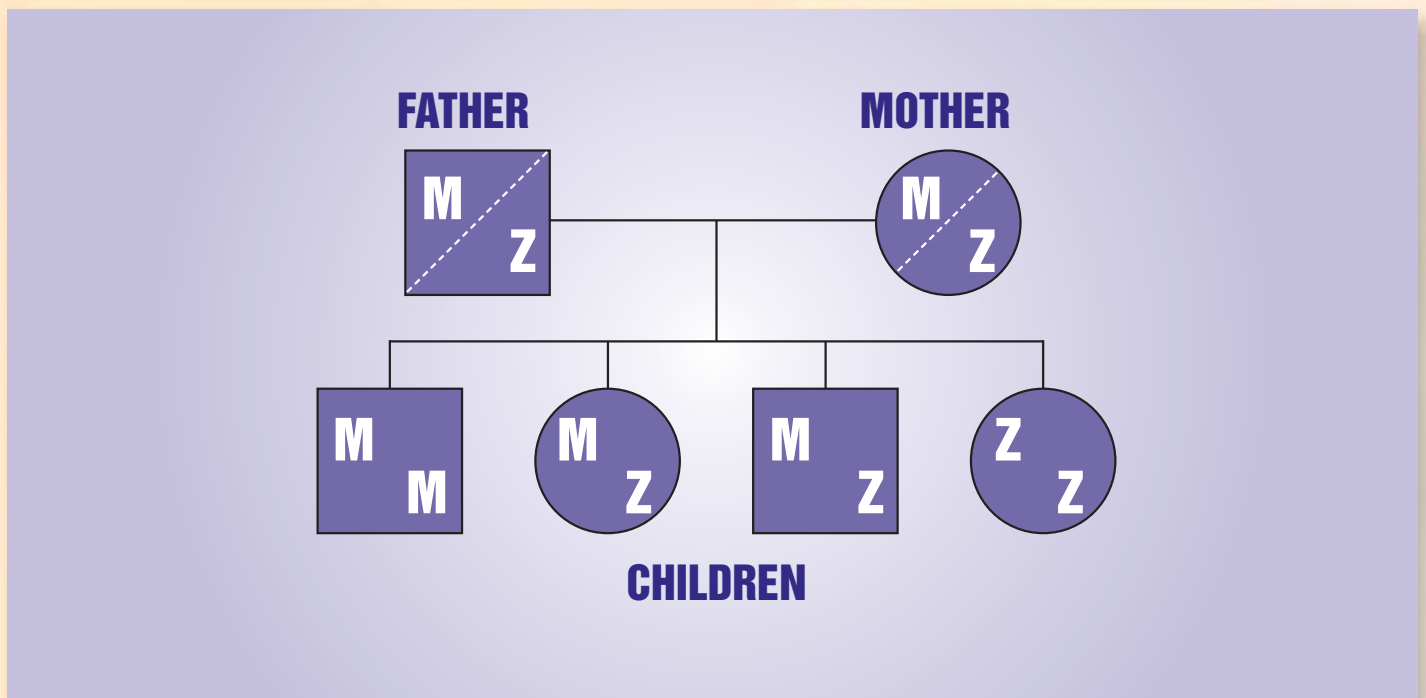 FATHER MOTHER
M M
Z Z
M M M Z
M Z Z Z
CHILDREN